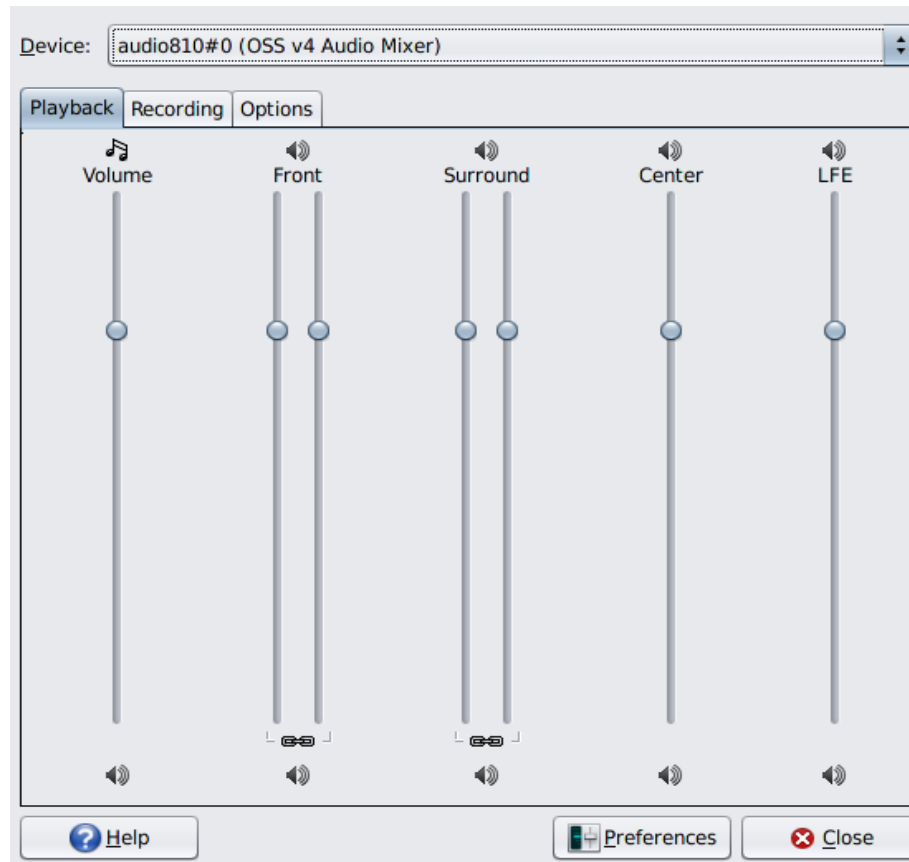 Device: audio810#0 (OSS v4 Audio Mixer)
Playback Recording Options
Volume Front Surround Center LFE
Help Preferences Close